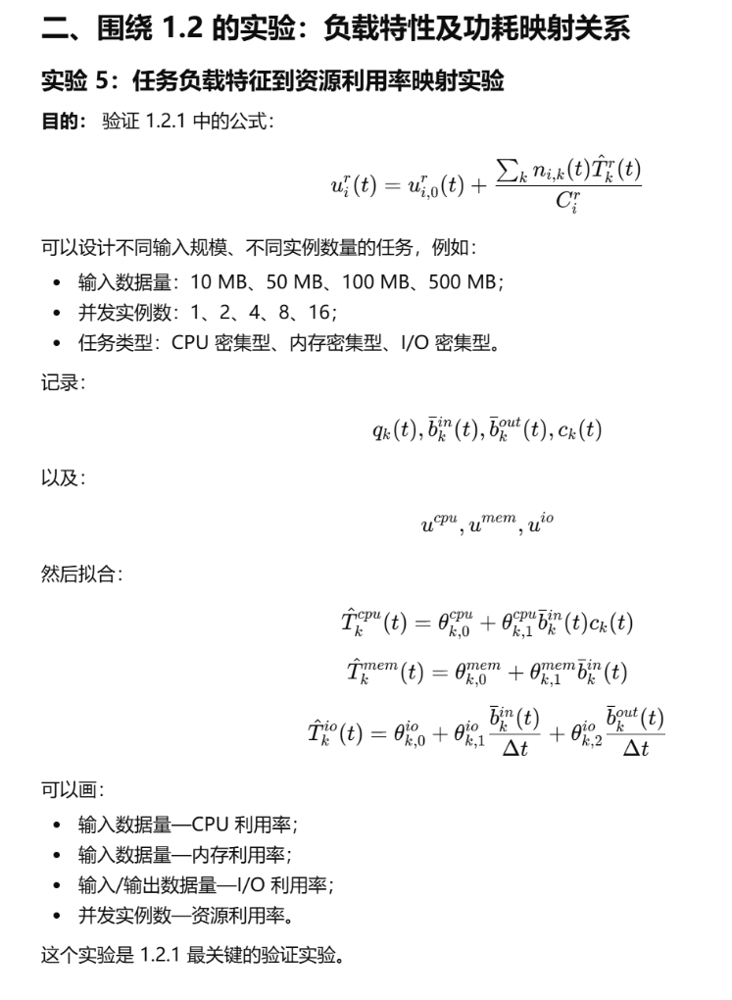 二、围绕 1.2 的实验：负载特性及功耗映射关系
实验 5：任务负载特征到资源利用率映射实验
目的： 验证 1.2.1 中的公式：
$$u_i^r(t) = u_{i,0}^r(t) + \frac{\sum_k n_{i,k}(t)\hat{T}_k^r(t)}{C_i^r}$$
可以设计不同输入规模、不同实例数量的任务，例如：
• 输入数据量：10 MB、50 MB、100 MB、500 MB；
• 并发实例数：1、2、4、8、16；
• 任务类型：CPU 密集型、内存密集型、I/O 密集型。
记录：
$$q_k(t), \bar{b}_k^{in}(t), \bar{b}_k^{out}(t), c_k(t)$$
以及：
$$u^{cpu}, u^{mem}, u^{io}$$
然后拟合：
$$\hat{T}_k^{cpu}(t) = \theta_{k,0}^{cpu} + \theta_{k,1}^{cpu}\bar{b}_k^{in}(t)c_k(t)$$
$$\hat{T}_k^{mem}(t) = \theta_{k,0}^{mem} + \theta_{k,1}^{mem}\bar{b}_k^{in}(t)$$
$$\hat{T}_k^{io}(t) = \theta_{k,0}^{io} + \theta_{k,1}^{io}\frac{\bar{b}_k^{in}(t)}{\Delta t} + \theta_{k,2}^{io}\frac{\bar{b}_k^{out}(t)}{\Delta t}$$
可以画：
• 输入数据量—CPU 利用率；
• 输入数据量—内存利用率；
• 输入/输出数据量—I/O 利用率；
• 并发实例数—资源利用率。
这个实验是 1.2.1 最关键的验证实验。